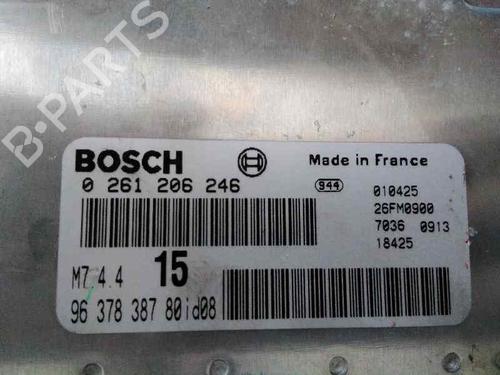 B-PARTS
BOSCH
Made in France
0 261 206 246
944
010425
26FM0900
7036 0913
18425
M7 4.4
15
96 378 387 80id08